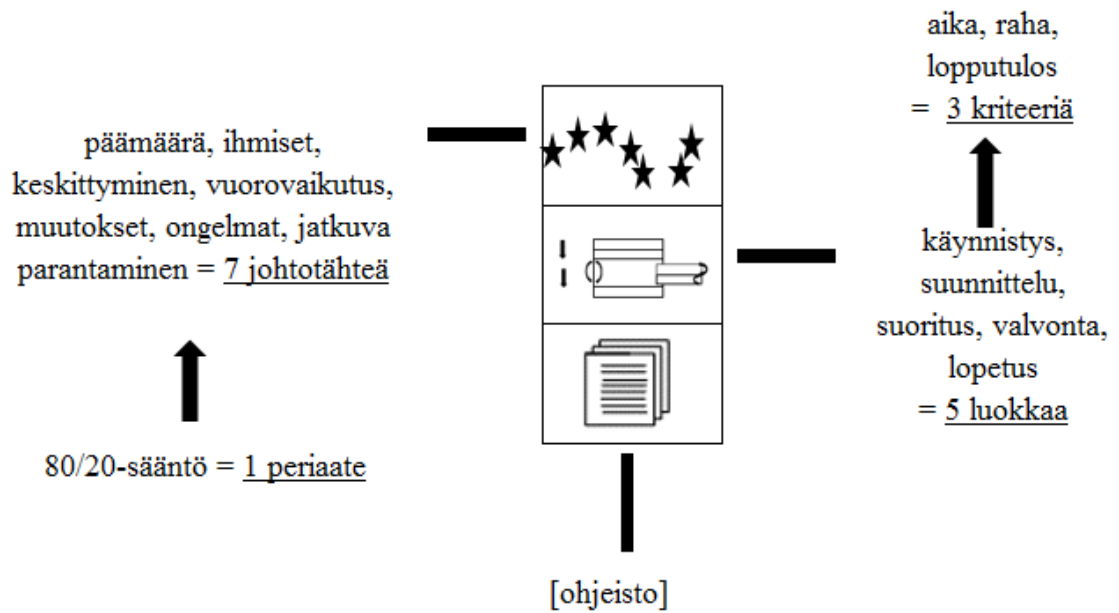 päämäärä, ihmiset,
keskittyminen, vuorovaikutus,
muutokset, ongelmat, jatkuva
parantaminen = 7 johtotähteä
80/20-sääntö = 1 periaate
aika, raha,
lopputulos
= 3 kriteeriä
käynnistys,
suunnittelu,
suoritus, valvonta,
lopetus
= 5 luokkaa
[ohjeisto]